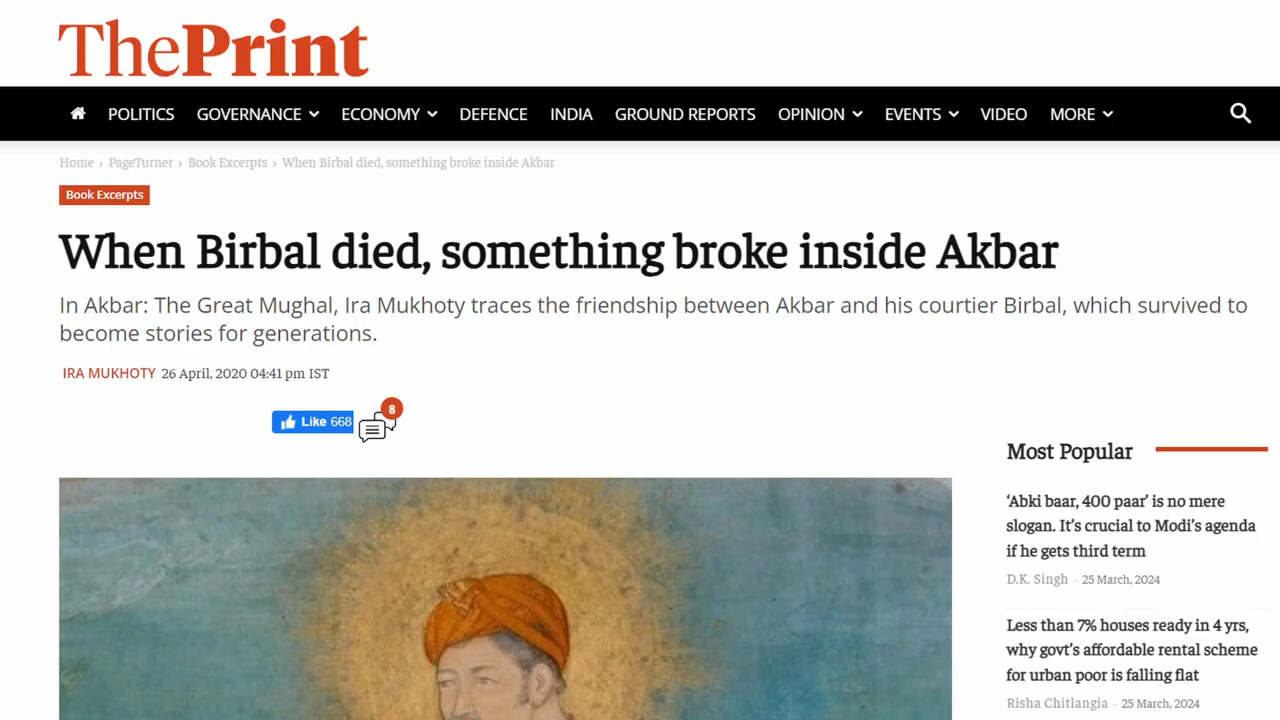 ThePrint
POLITICS GOVERNANCE ECONOMY DEFENCE INDIA GROUND REPORTS OPINION EVENTS VIDEO MORE
Home › PageTurner › Book Excerpts › When Birbal died, something broke inside Akbar
Book Excerpts
When Birbal died, something broke inside Akbar
In Akbar: The Great Mughal, Ira Mukhoty traces the friendship between Akbar and his courtier Birbal, which survived to
become stories for generations.
IRA MUKHOTY 26 April, 2020 04:41 pm IST
Like 668
8
Most Popular
‘Abki baar, 400 paar’ is no mere
slogan. It’s crucial to Modi’s agenda
if he gets third term
D.K. Singh - 25 March, 2024
Less than 7% houses ready in 4 yrs,
why govt’s affordable rental scheme
for urban poor is falling flat
Risha Chitlangia - 25 March, 2024